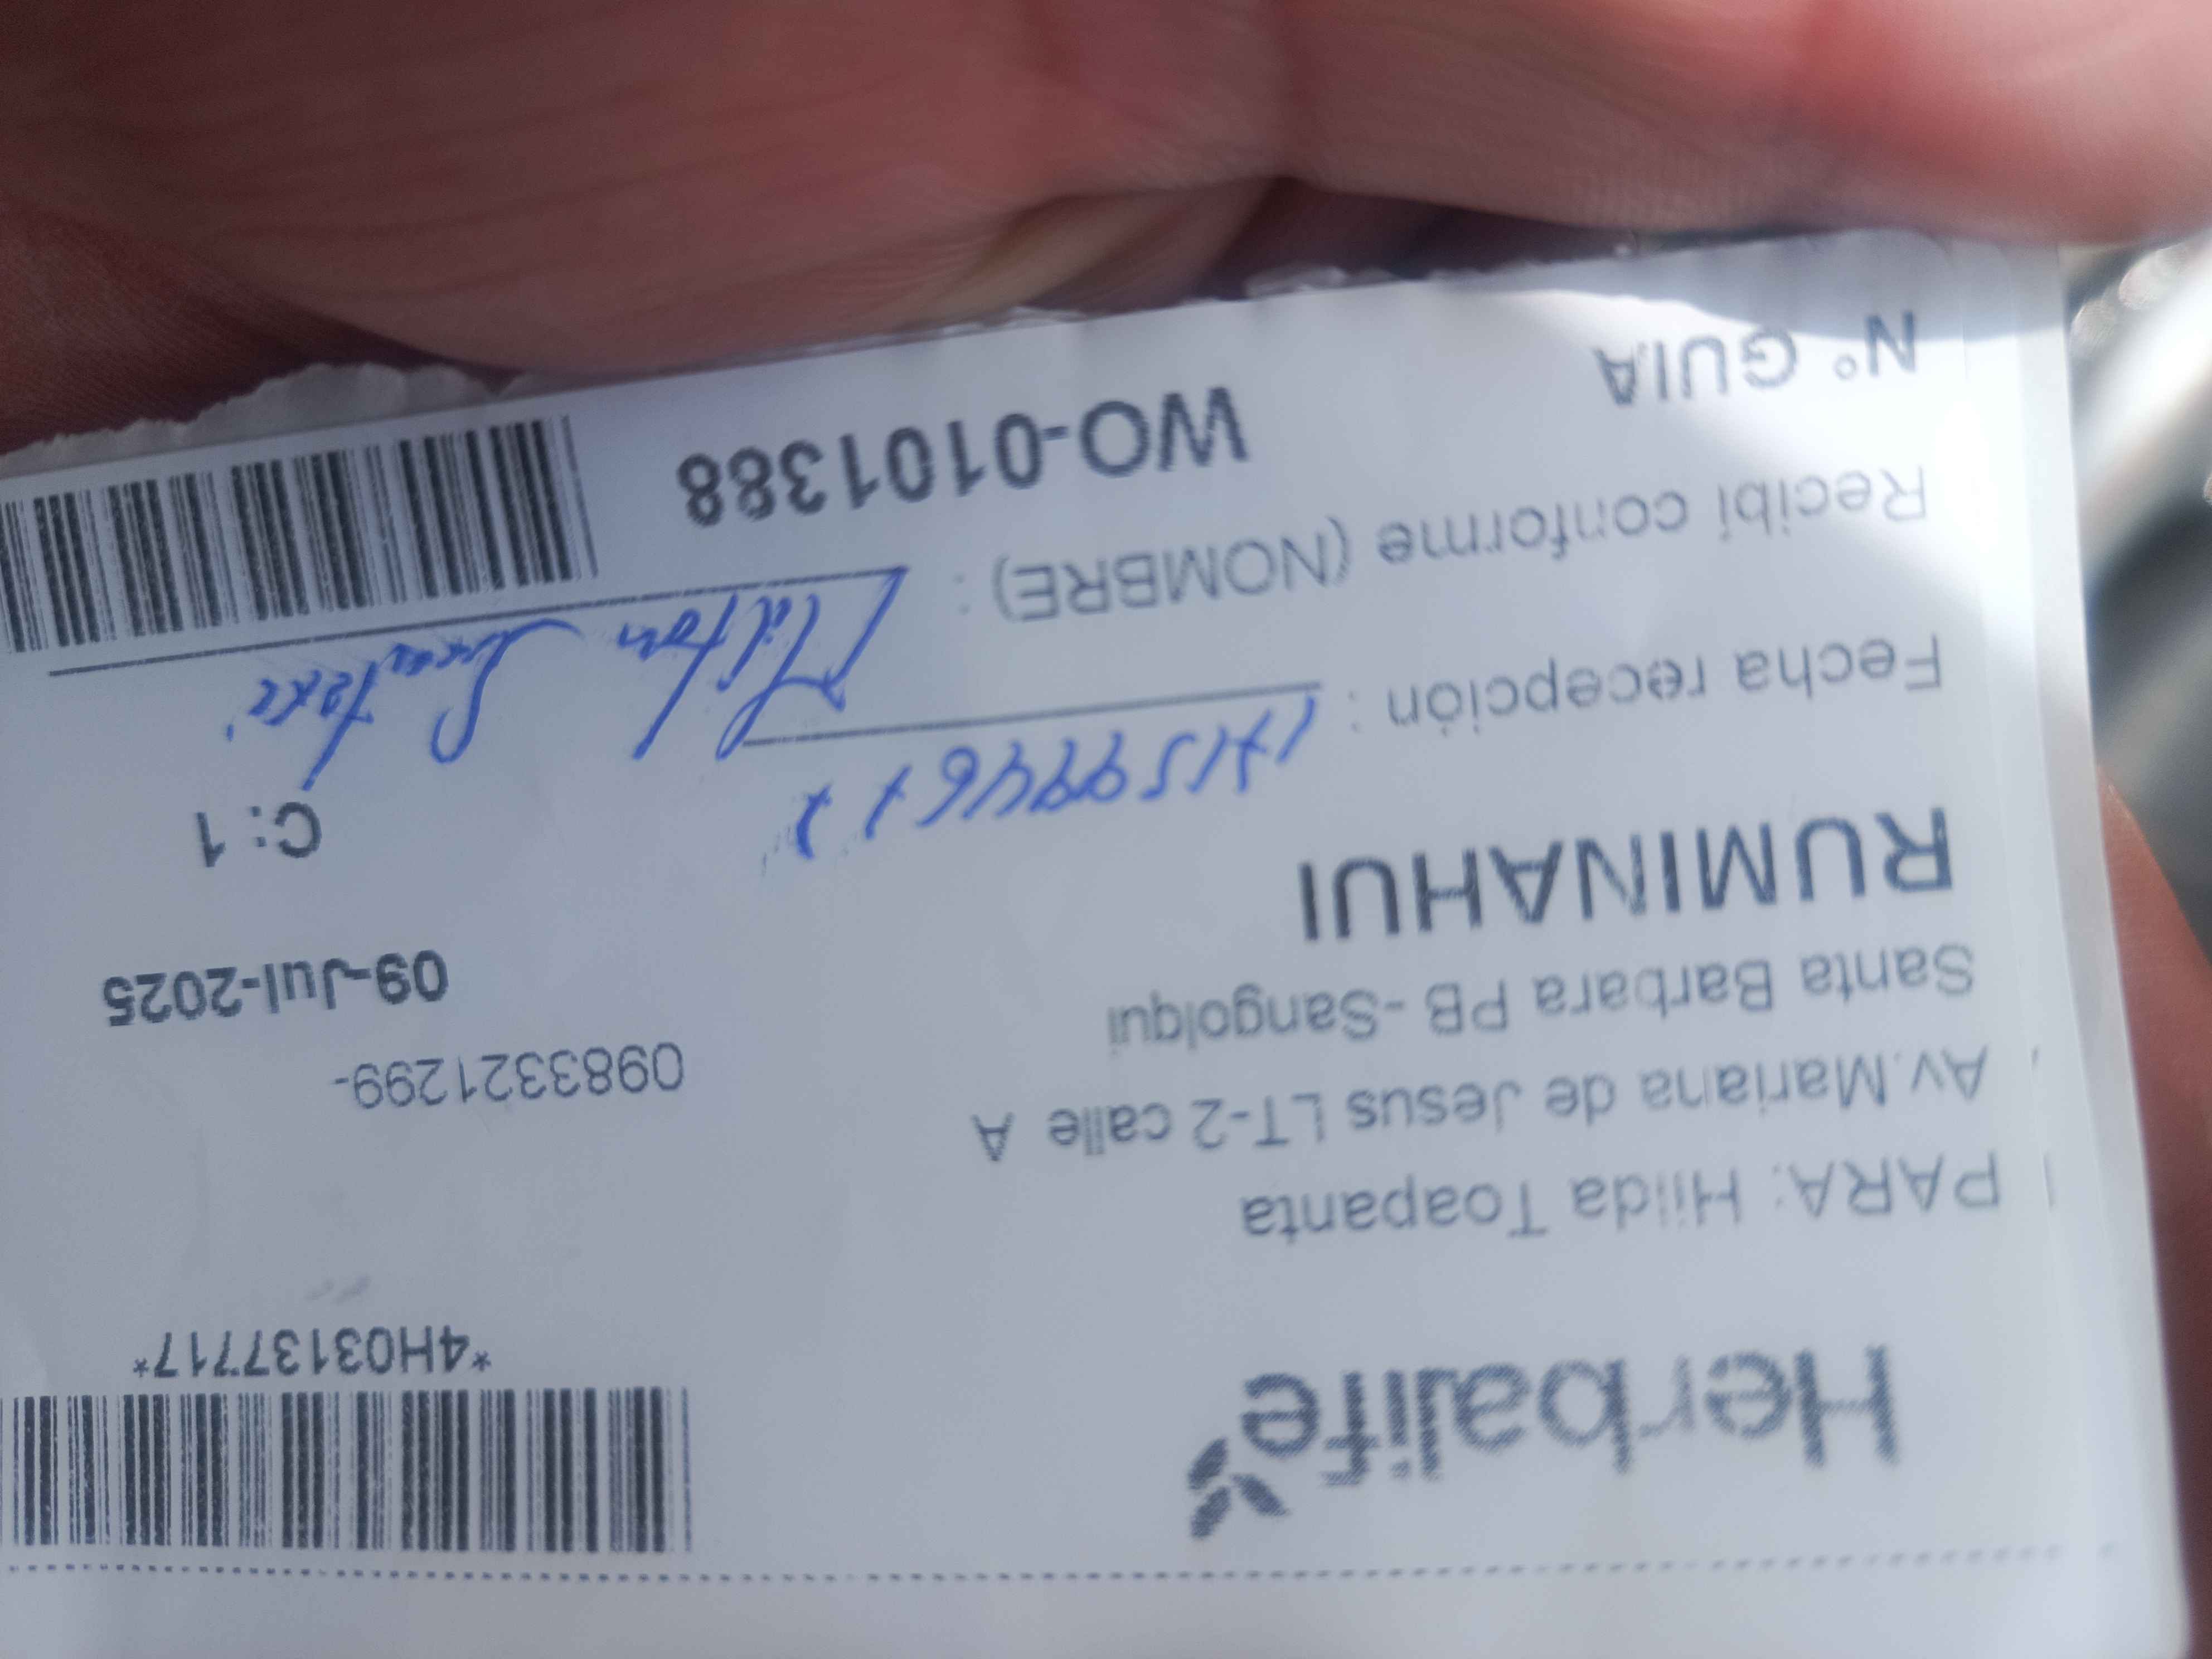 Herbalife
*4H03137717*
PARA: Hilda Toapanta
Av.Mariana de Jesus LT-2 calle A
0983321299-
Santa Barbara PB -Sangolqui
09-Jul-2025
RUMINAHUI
C: 1
Fecha recepción :
Recibi conforme (NOMBRE) : Milton
N° GUIA
WO-0101388